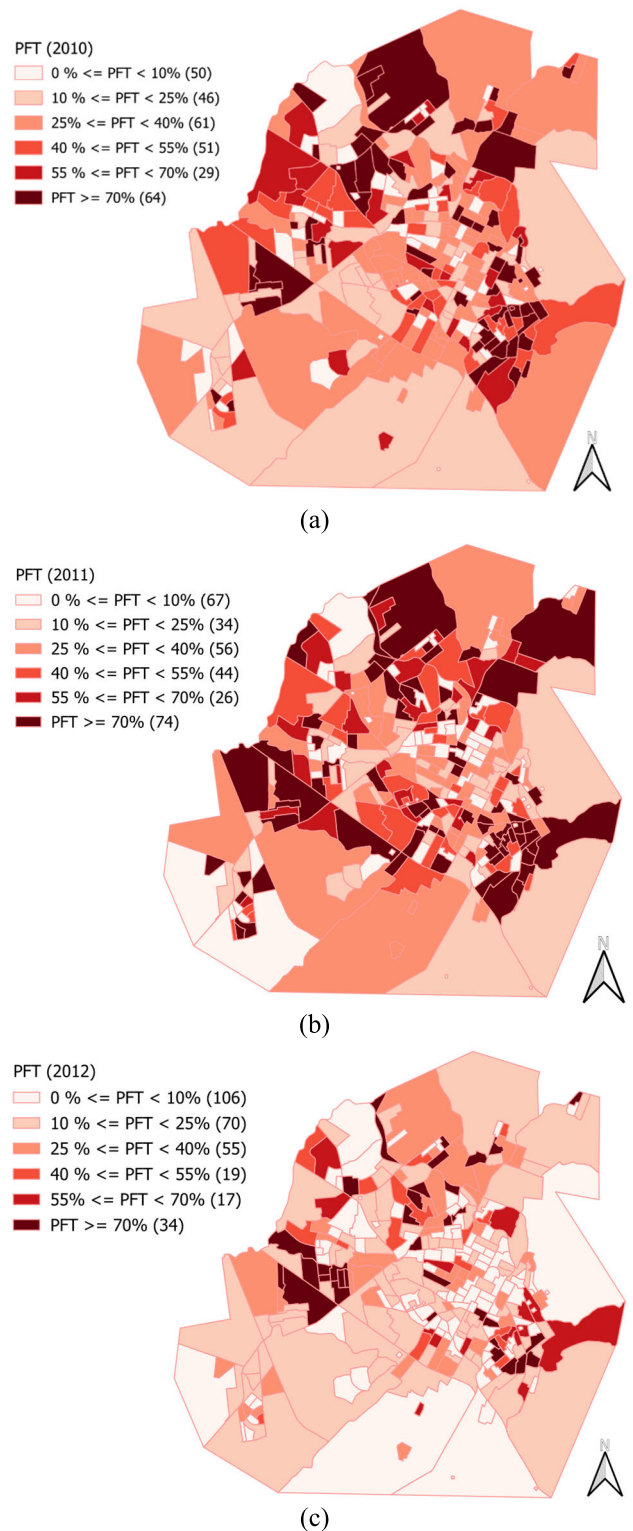 PFT (2010)
0 % <= PFT < 10% (50)
10 % <= PFT < 25% (46)
25% <= PFT < 40% (61)
40 % <= PFT < 55% (51)
55 % <= PFT < 70% (29)
PFT >= 70% (64)
N
(a)
PFT (2011)
0 % <= PFT < 10% (67)
10 % <= PFT < 25% (34)
25 % <= PFT < 40% (56)
40 % <= PFT < 55% (44)
55 % <= PFT < 70% (26)
PFT >= 70% (74)
N
(b)
PFT (2012)
0 % <= PFT < 10% (106)
10 % <= PFT < 25% (70)
25 % <= PFT < 40% (55)
40 % <= PFT < 55% (19)
55% <= PFT < 70% (17)
PFT >= 70% (34)
N
(c)